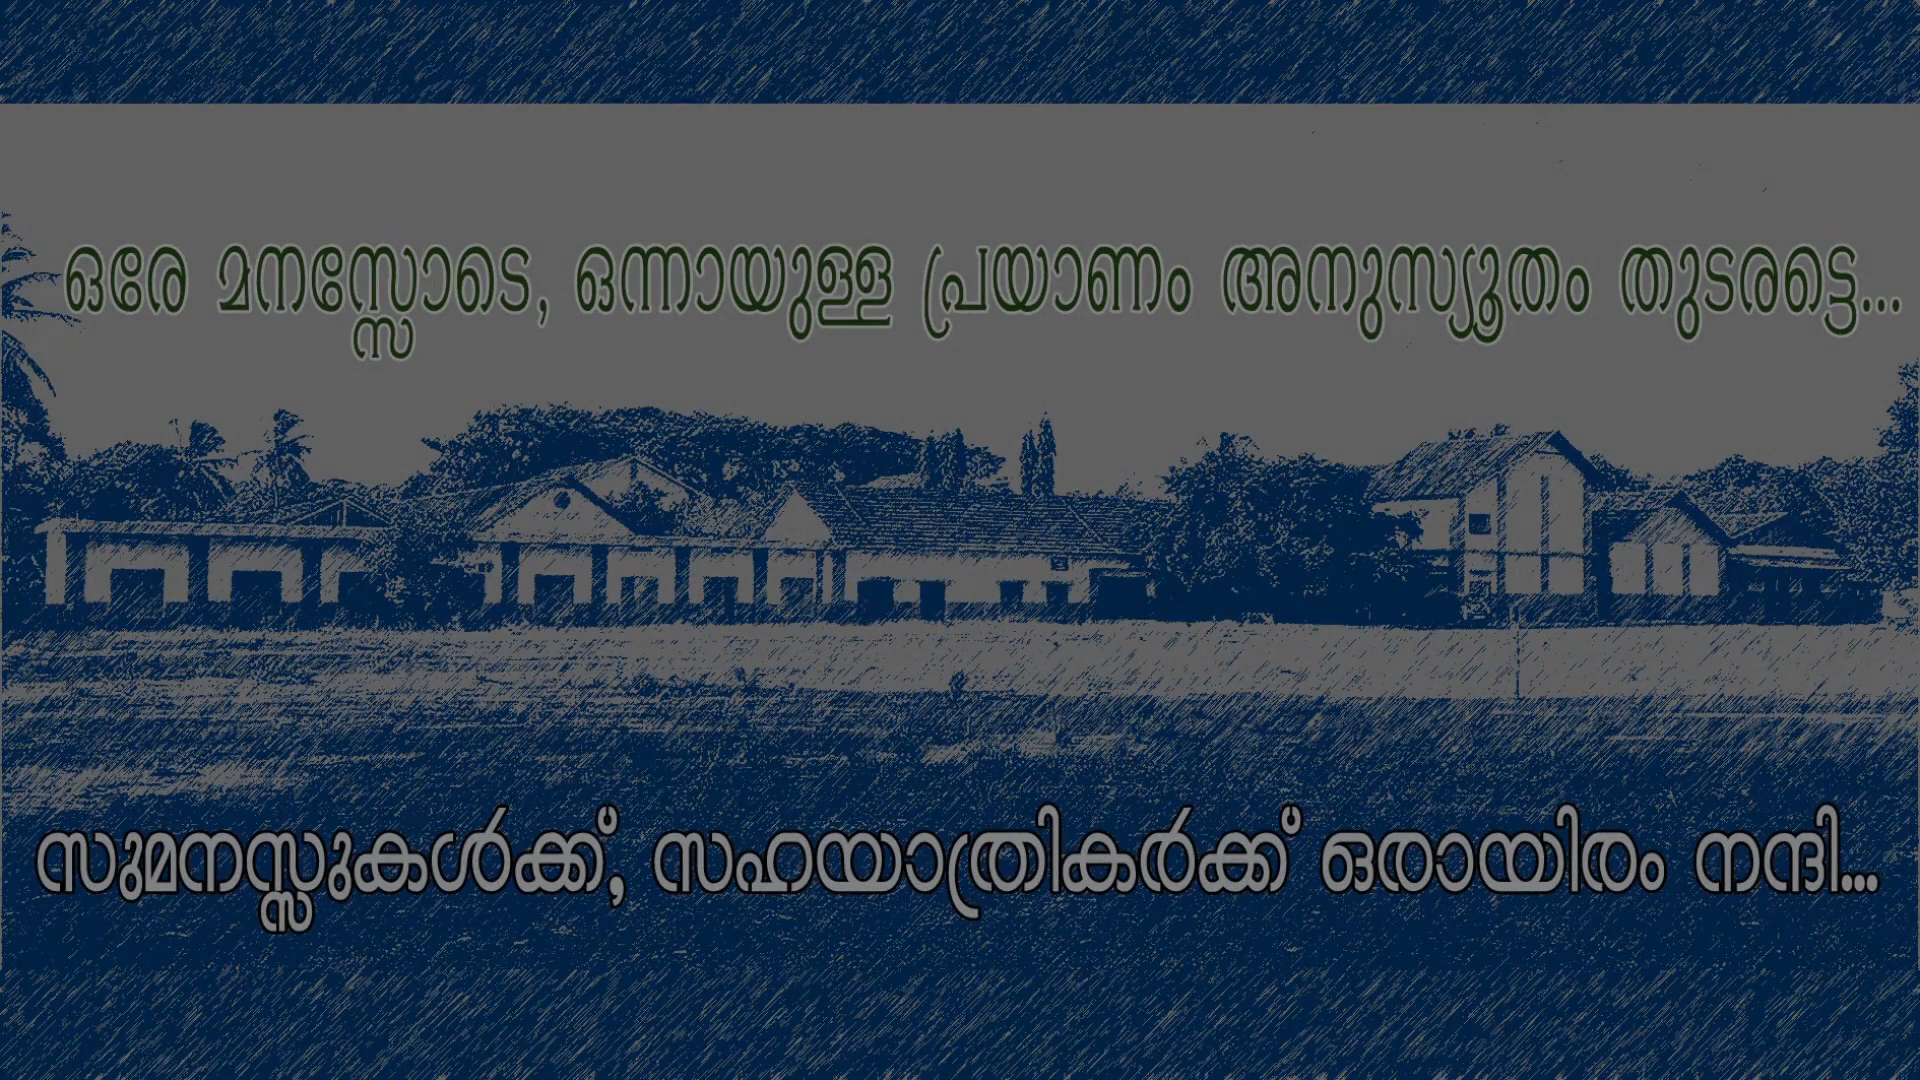 ഒരേ മനസ്സോടെ, ഒന്നായുള്ള പ്രയാണം അനുസ്യൂതം തുടരട്ടെ...
സുമനസ്സുകൾക്ക്, സഹയാത്രികർക്ക് ഒരായിരം നന്ദി...